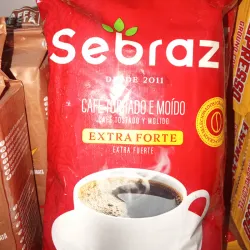 Sebraz
DESDE 2011
CAFÉ TORRADO E MOÍDO
CAFÉ TOSTADO Y MOLIDO
EXTRA FORTE
EXTRA FUERTE